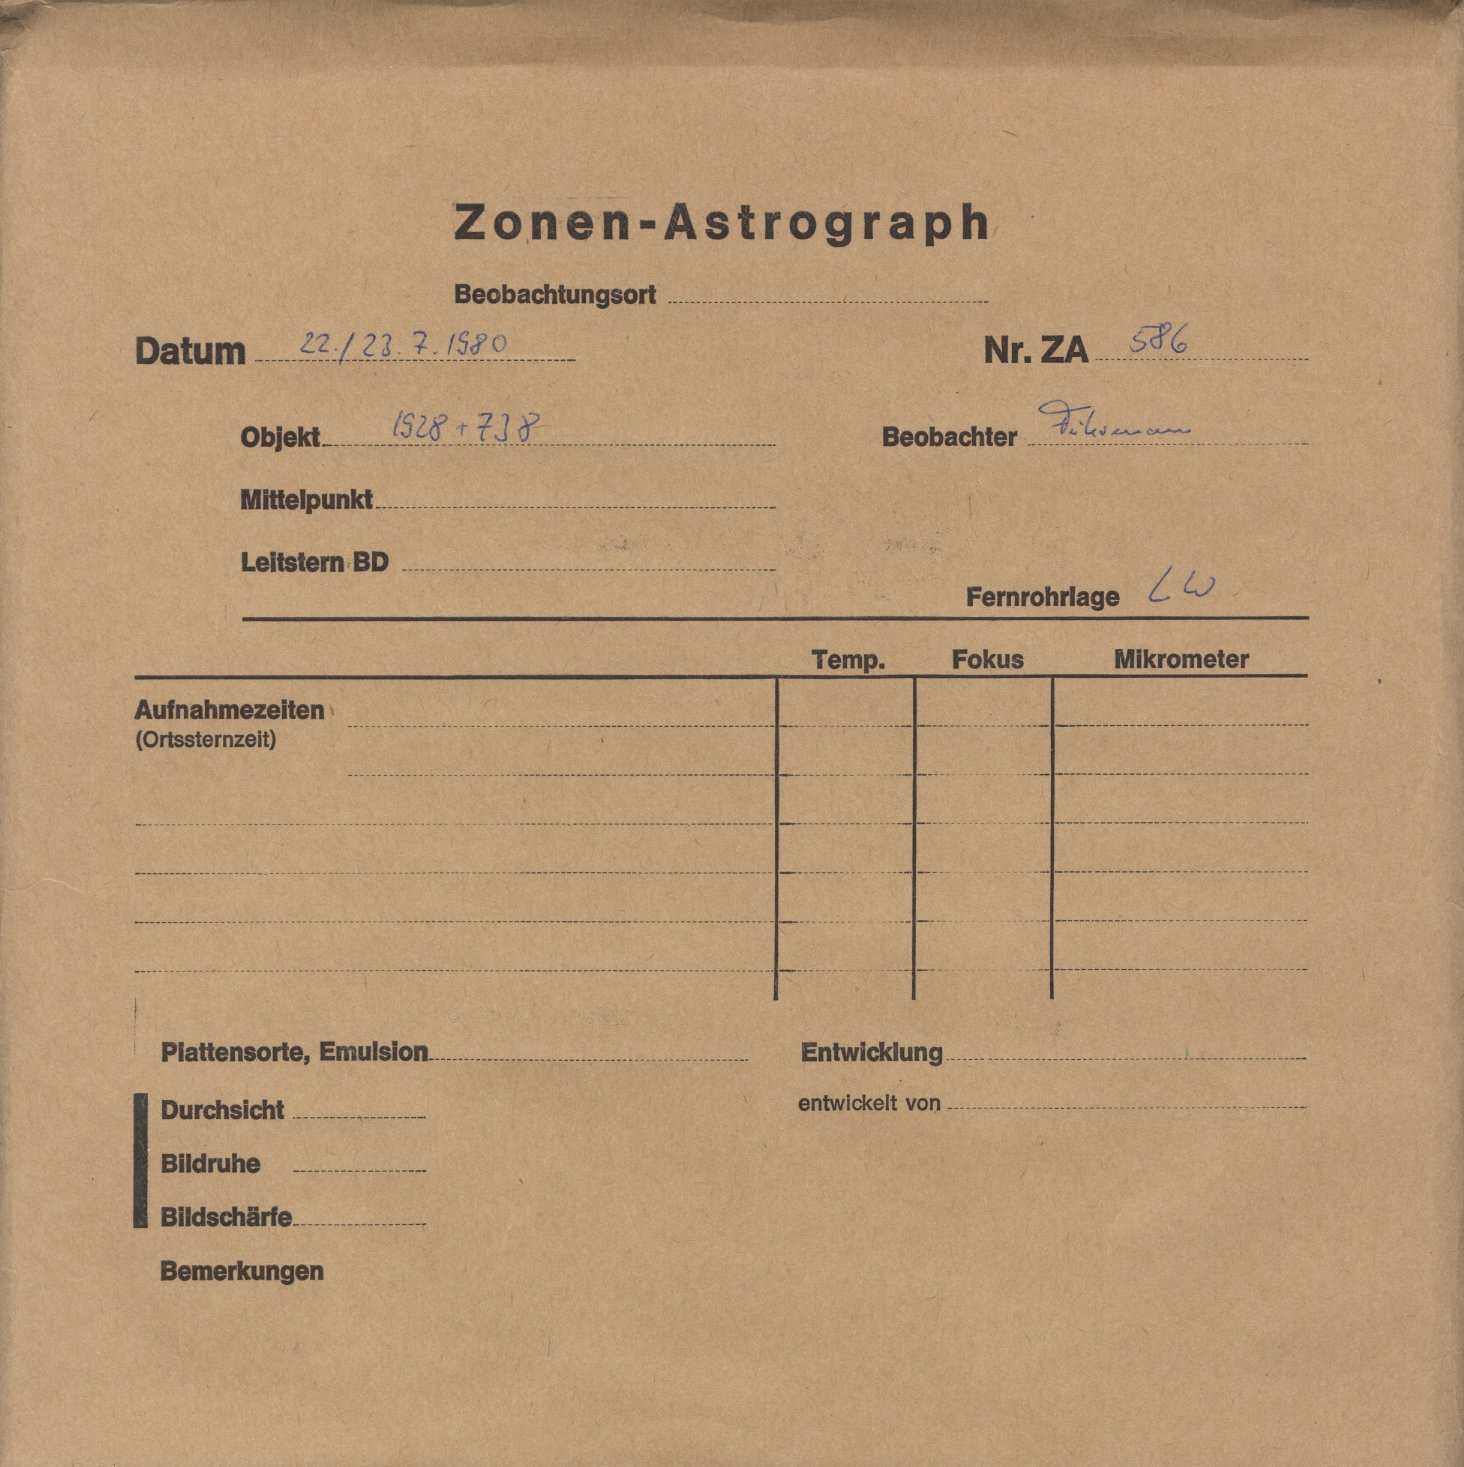 Zonen-Astrograph
Beobachtungsort
Datum 22./23.7.1980 Nr. ZA 586
Objekt 1928+738 Beobachter
Mittelpunkt
Leitstern BD
Fernrohrlage LW
Temp. Fokus Mikrometer
Aufnahmezeiten
(Ortssternzeit)
Plattensorte, Emulsion Entwicklung
Durchsicht entwickelt von
Bildruhe
Bildschärfe
Bemerkungen